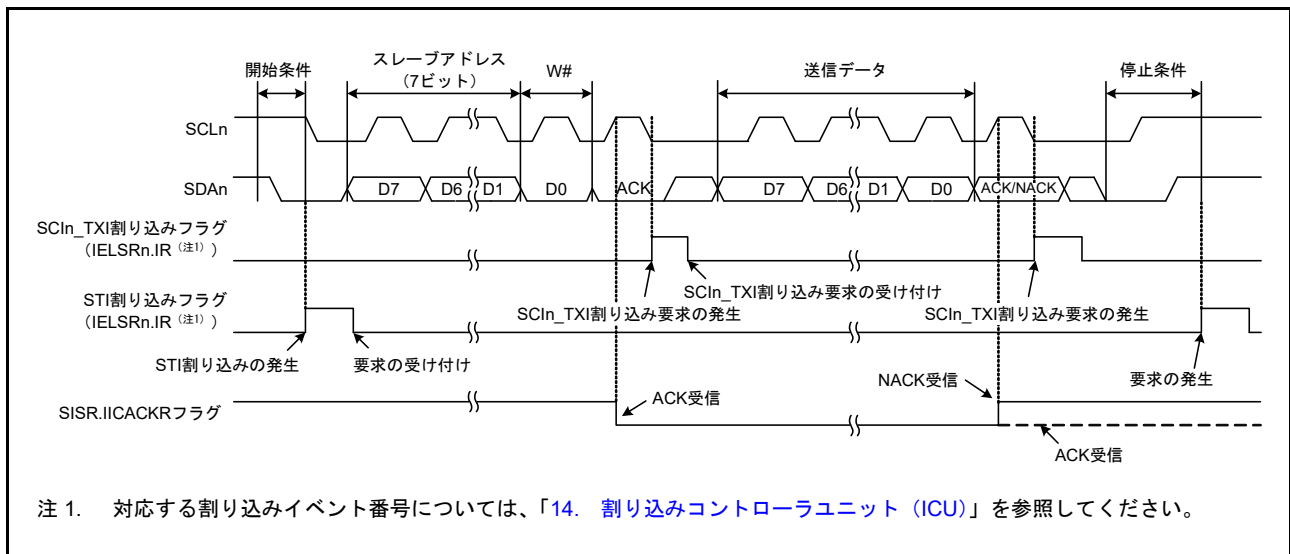 開始条件
スレーブアドレス
（7ビット）
W#
送信データ
停止条件
SCLn
SDAn
D7
D6
D1
D0
ACK
D7
D6
D1
D0
ACK/NACK
SCIn_TXI割り込みフラグ
（IELSRn.IR（注1））
SCIn_TXI割り込み要求の受け付け
SCIn_TXI割り込み要求の発生
SCIn_TXI割り込み要求の発生
STI割り込みフラグ
（IELSRn.IR（注1））
STI割り込みの発生
要求の受け付け
要求の発生
NACK受信
ACK受信
SISR.IICACKRフラグ
ACK受信
注 1. 対応する割り込みイベント番号については、「14. 割り込みコントローラユニット（ICU）」を参照してください。